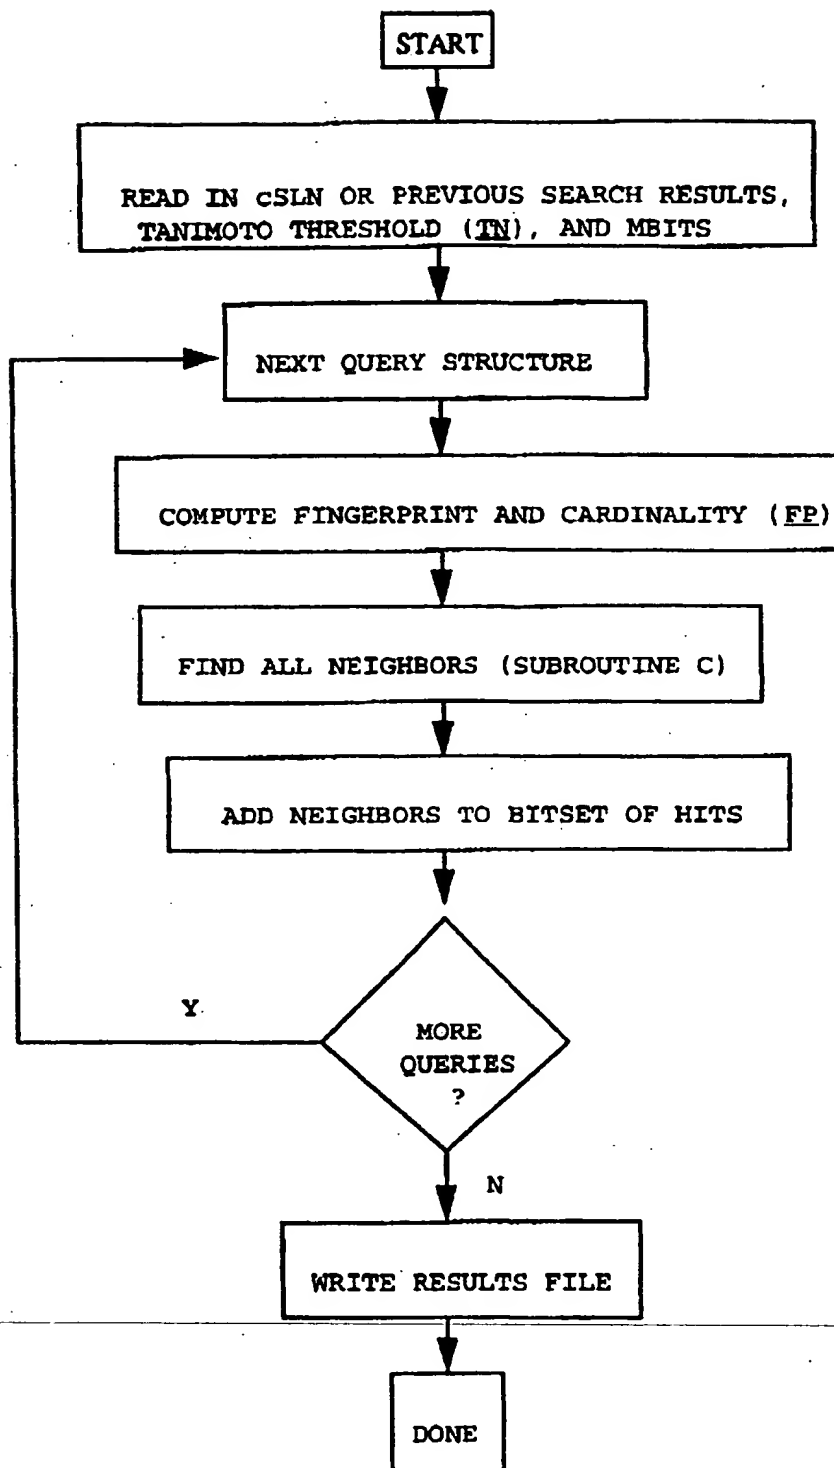 START
READ IN cSLN OR PREVIOUS SEARCH RESULTS,
TANIMOTO THRESHOLD (TN), AND MBITS
NEXT QUERY STRUCTURE
COMPUTE FINGERPRINT AND CARDINALITY (FP)
FIND ALL NEIGHBORS (SUBROUTINE C)
ADD NEIGHBORS TO BITSET OF HITS
Y
MORE
QUERIES
?
N
WRITE RESULTS FILE
DONE